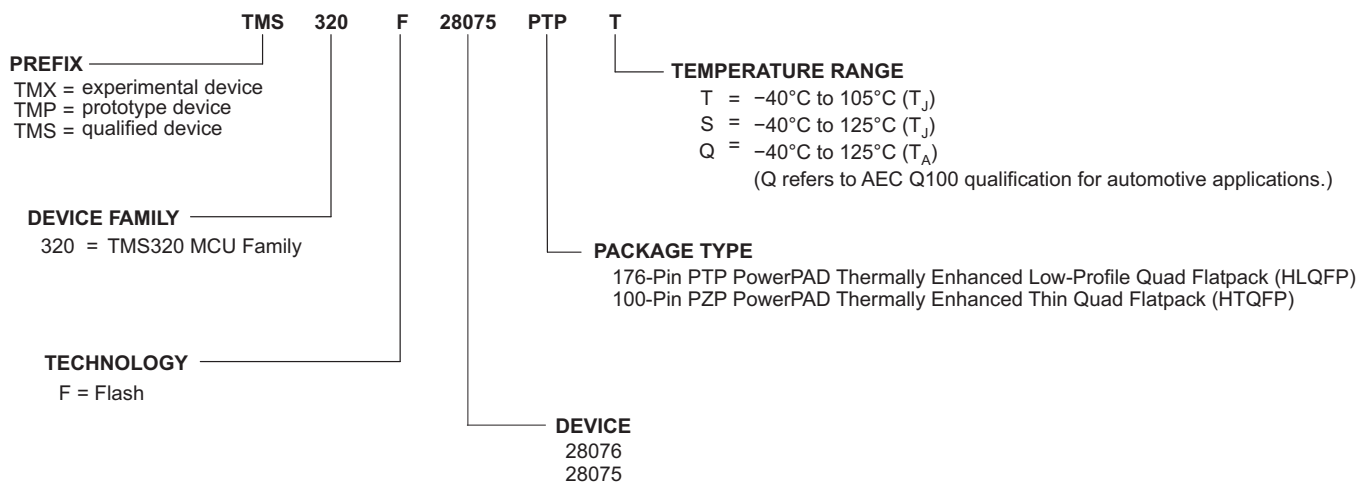 TMS 320 F 28075 PTP T
PREFIX
TMX = experimental device
TMP = prototype device
TMS = qualified device
TEMPERATURE RANGE
T = −40°C to 105°C (TJ)
S = −40°C to 125°C (TJ)
Q = −40°C to 125°C (TA)
(Q refers to AEC Q100 qualification for automotive applications.)
DEVICE FAMILY
320 = TMS320 MCU Family
PACKAGE TYPE
176-Pin PTP PowerPAD Thermally Enhanced Low-Profile Quad Flatpack (HLQFP)
100-Pin PZP PowerPAD Thermally Enhanced Thin Quad Flatpack (HTQFP)
TECHNOLOGY
F = Flash
DEVICE
28076
28075